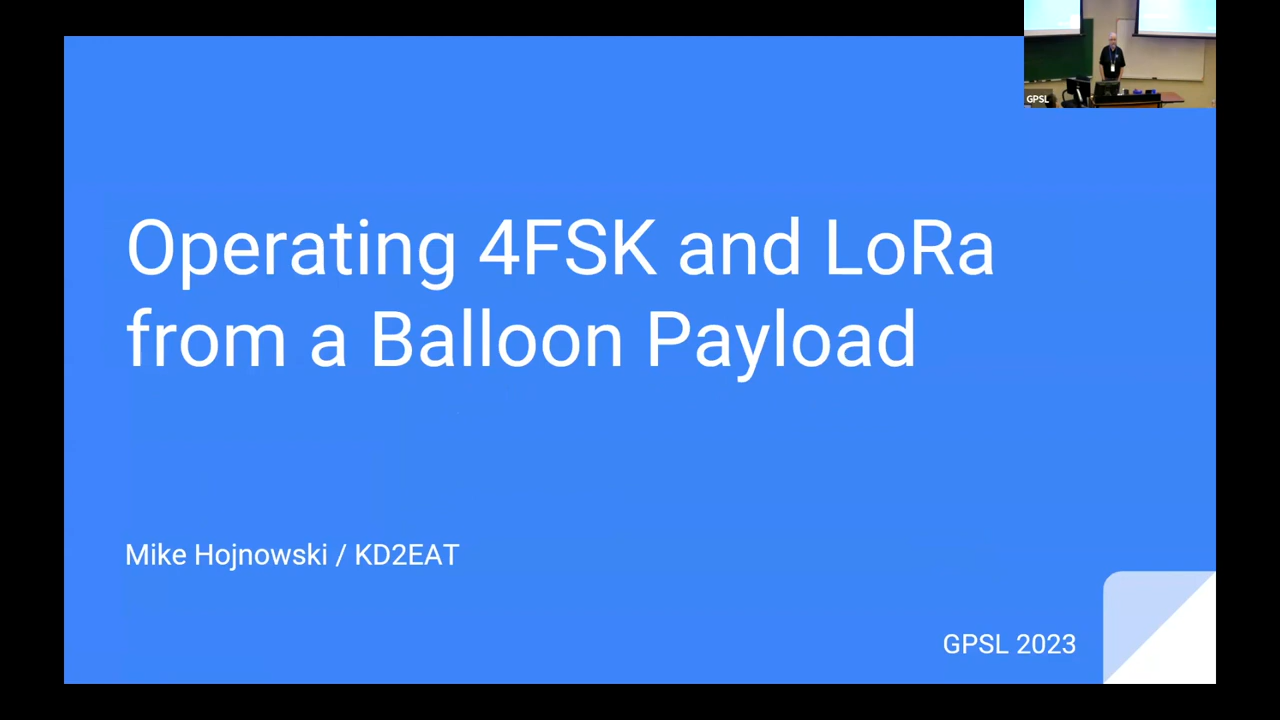 GPSL
Operating 4FSK and LoRa
from a Balloon Payload
Mike Hojnowski / KD2EAT
GPSL 2023